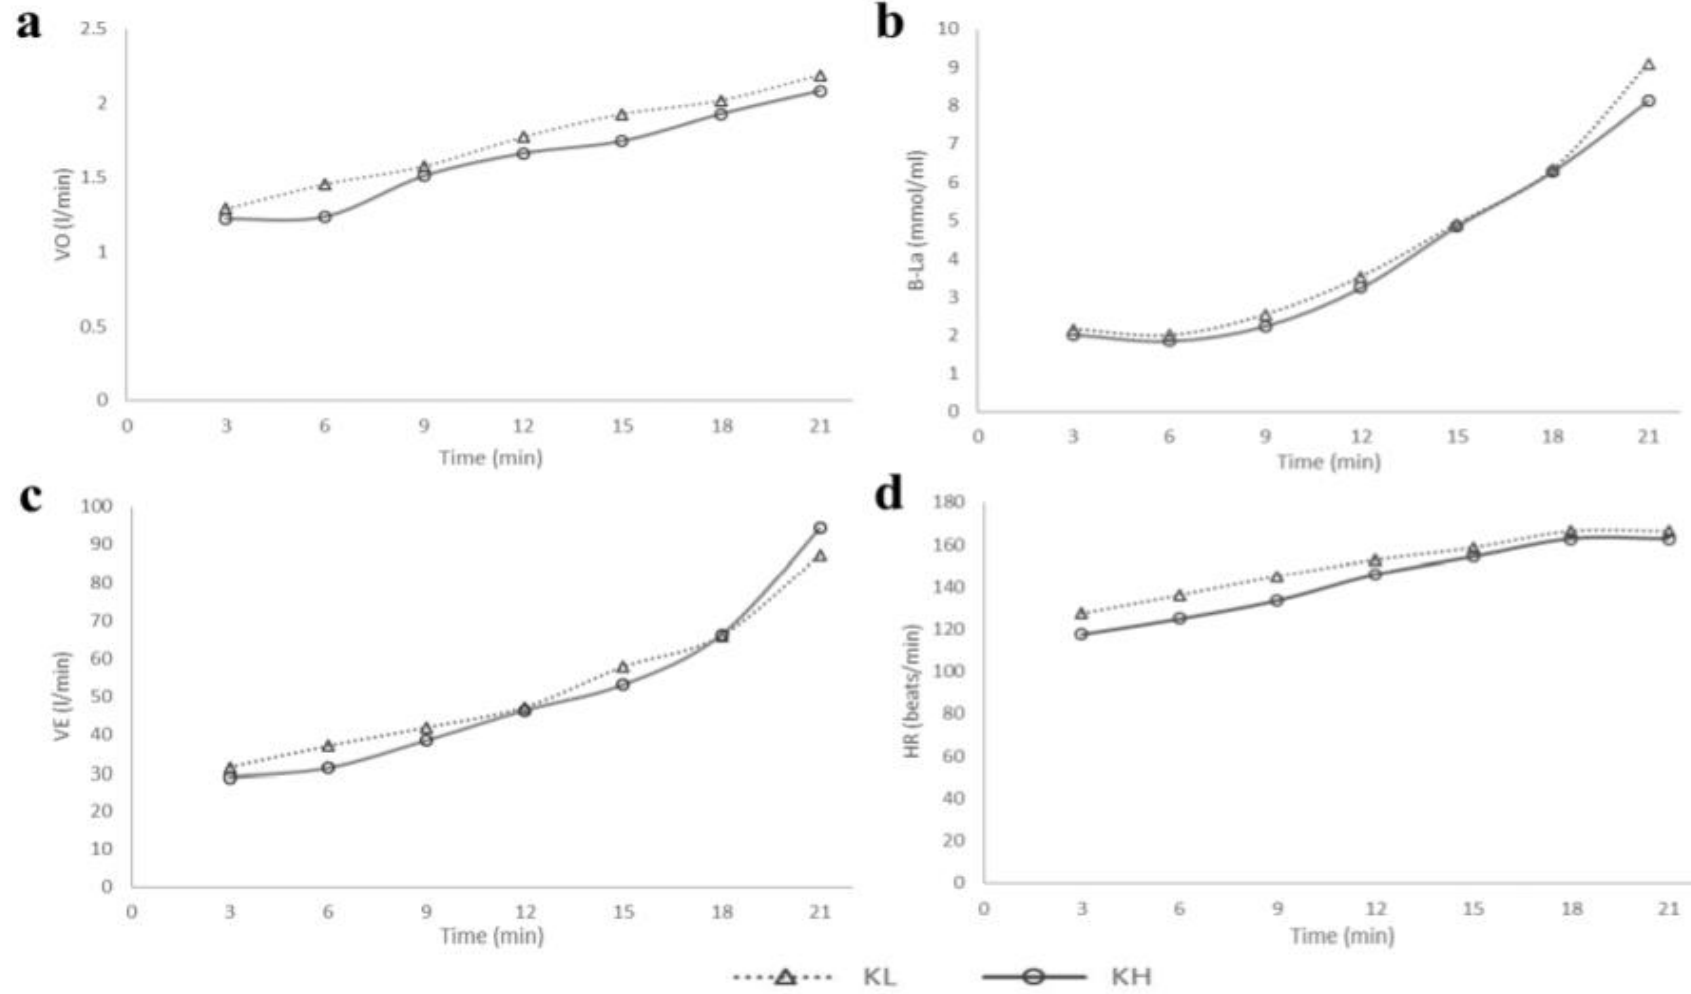 a
2.5
2
1.5
1
0.5
0
VO (l/min)
0 3 6 9 12 15 18 21
Time (min)
b
10
9
8
7
6
5
4
3
2
1
0
B-La (mmol/ml)
0 3 6 9 12 15 18 21
Time (min)
c
100
90
80
70
60
50
40
30
20
10
0
VE (l/min)
0 3 6 9 12 15 18 21
Time (min)
d
180
160
140
120
100
80
60
40
20
0
HR (beats/min)
0 3 6 9 12 15 18 21
Time (min)
KL KH